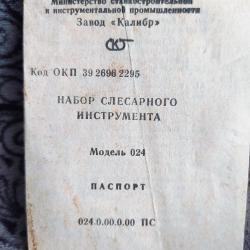 Министерство станкостроительной
и инструментальной промышленности
Завод «Калибр»
Код ОКП 39 2696 2295
НАБОР СЛЕСАРНОГО
ИНСТРУМЕНТА
Модель 024
ПАСПОРТ
024.0.00.0.00 ПС